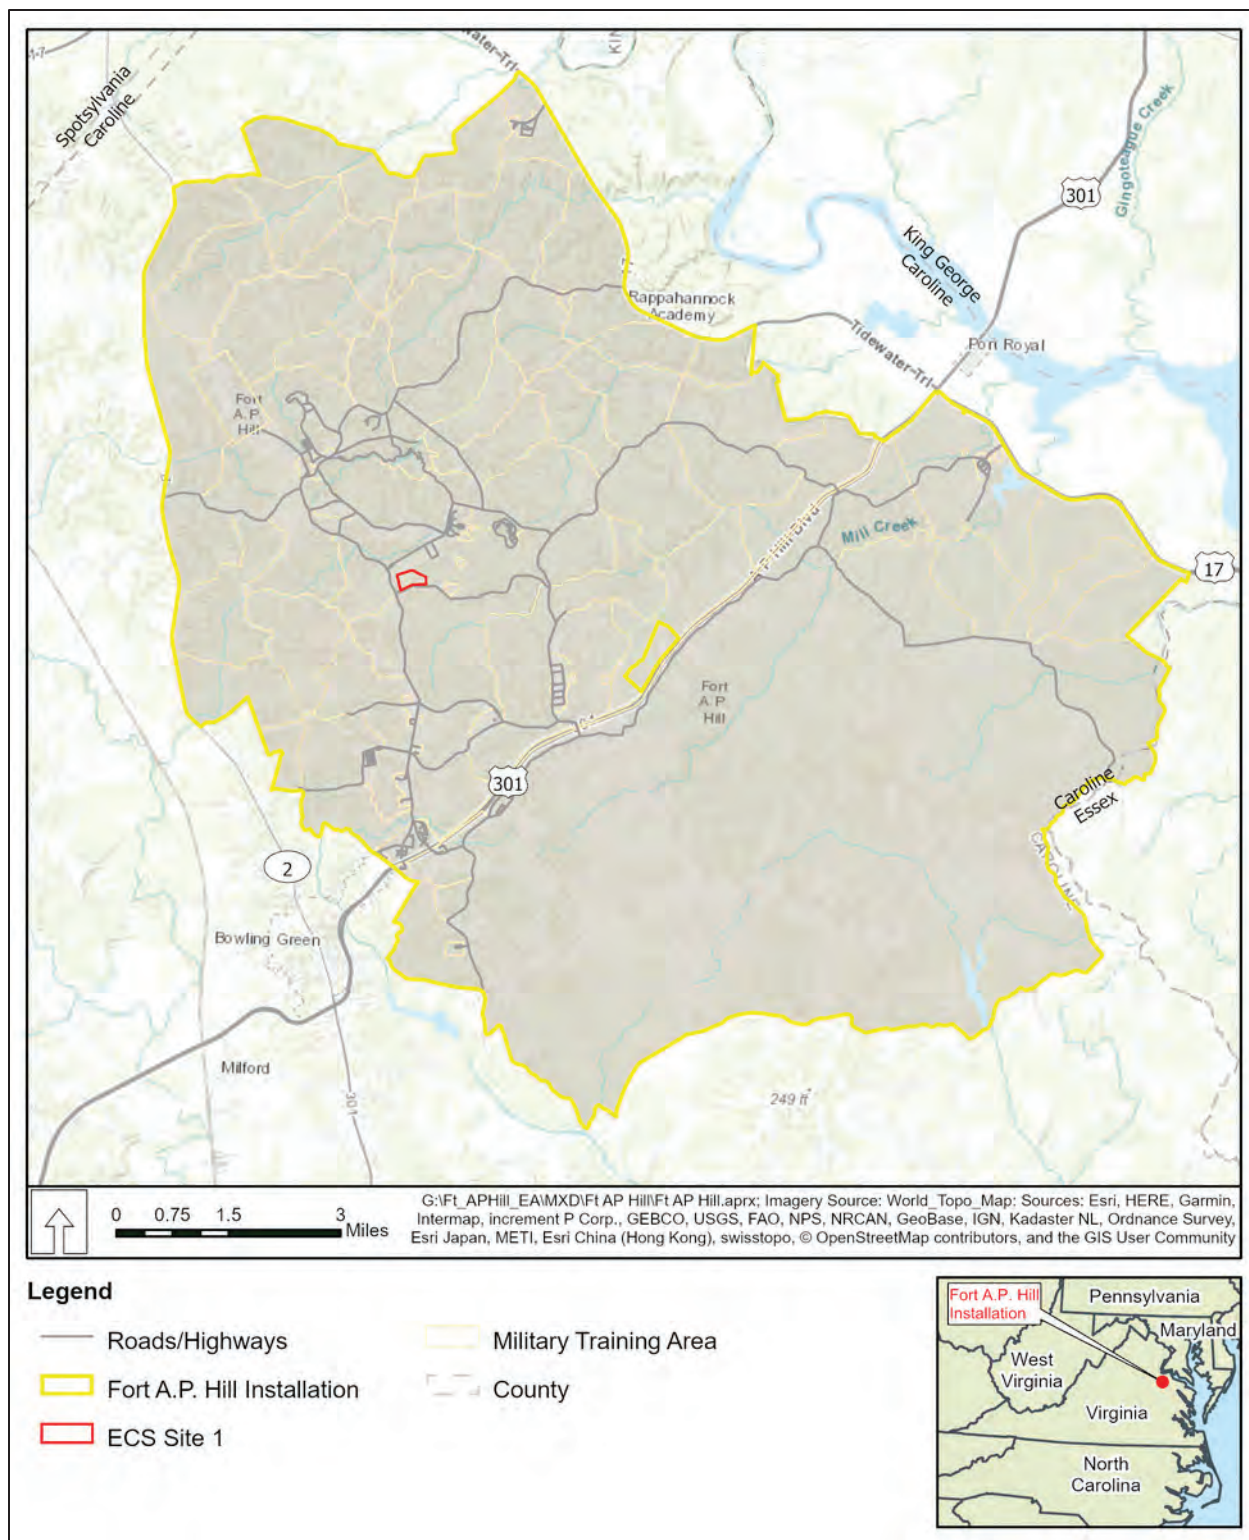 water-Trl
KIN
Spotsylvania
Caroline
301
Gingoteague Creek
King George
Caroline
Rappahannock
Academy
Tidewater-Trl
Port Royal
Fort
A.P.
Hill
A P Hill Blvd
Mill Creek
17
Fort
A.P.
Hill
301
Caroline
Essex
CAROLINE
2
Bowling Green
Milford
301
249 ft
0 0.75 1.5 3
Miles
G:\Ft_APHill_EA\MXD\Ft AP Hill\Ft AP Hill.aprx; Imagery Source: World_Topo_Map: Sources: Esri, HERE, Garmin,
Intermap, increment P Corp., GEBCO, USGS, FAO, NPS, NRCAN, GeoBase, IGN, Kadaster NL, Ordnance Survey,
Esri Japan, METI, Esri China (Hong Kong), swisstopo, © OpenStreetMap contributors, and the GIS User Community
Legend
Roads/Highways
Military Training Area
Fort A.P. Hill Installation
County
ECS Site 1
Fort A.P. Hill
Installation
Pennsylvania
Maryland
West
Virginia
Virginia
North
Carolina